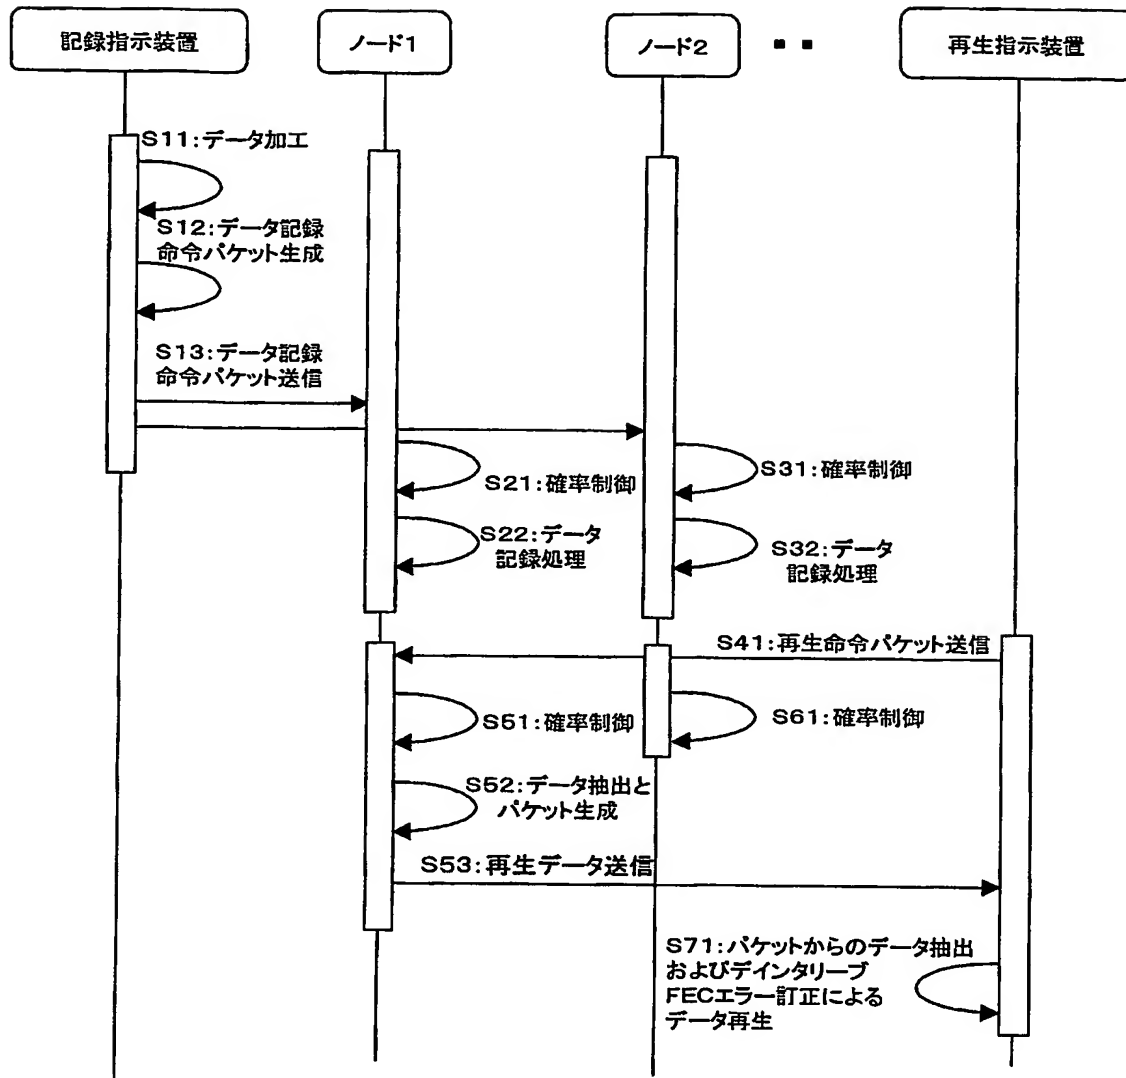 記録指示装置
ノード1
ノード2
再生指示装置
S11:データ加工
S12:データ記録
命令パケット生成
S13:データ記録
命令パケット送信
S21:確率制御
S31:確率制御
S22:データ
記録処理
S32:データ
記録処理
S41:再生命令パケット送信
S51:確率制御
S61:確率制御
S52:データ抽出と
パケット生成
S53:再生データ送信
S71:パケットからのデータ抽出
およびデインタリーブ
FECエラー訂正による
データ再生